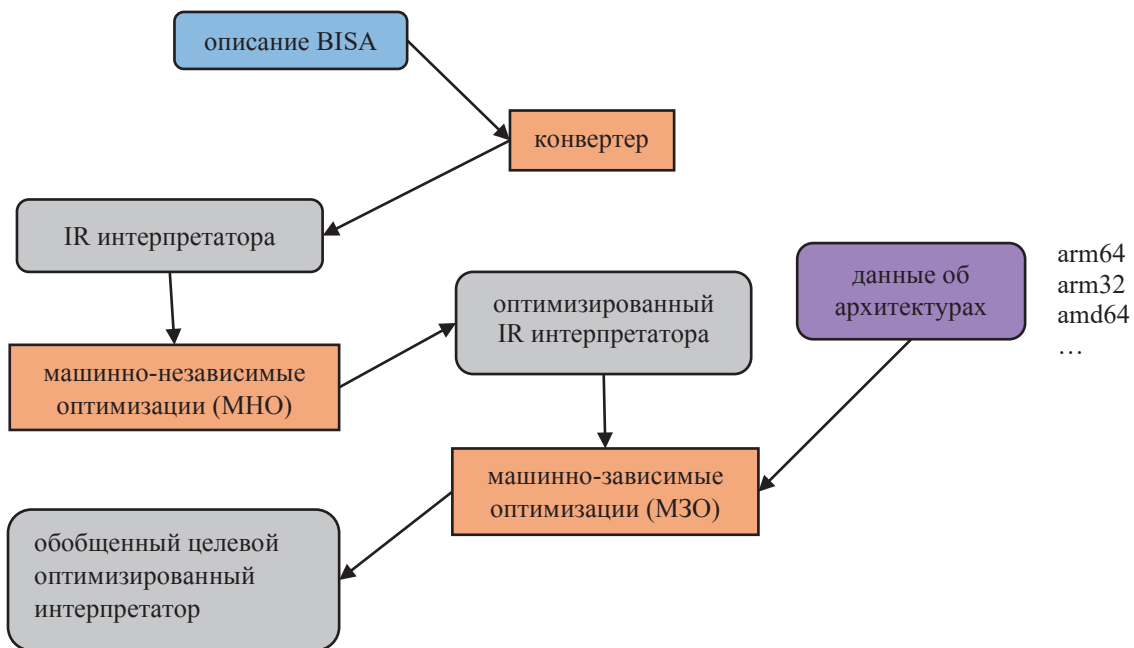 описание BISA
конвертер
IR интерпретатора
данные об
архитектурах
arm64
arm32
amd64
…
оптимизированный
IR интерпретатора
машинно-независимые
оптимизации (МНО)
машинно-зависимые
оптимизации (МЗО)
обобщенный целевой
оптимизированный
интерпретатор